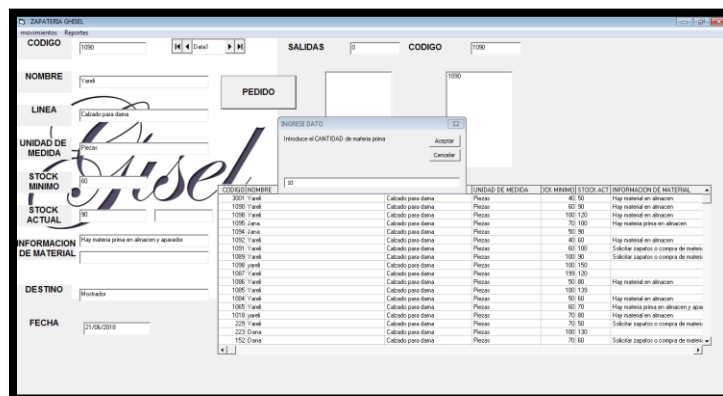 ZAPATERIA GHISEL
movimientos Reportes
CODIGO 1090 Data1 SALIDAS 0 CODIGO 1090
NOMBRE Yareli 1090
PEDIDO
LINEA Calzado para dama
Gisel
INGRESE DATO
Introduce el CANTIDAD de materia prima Aceptar
Cancelar
10
UNIDAD DE MEDIDA Piezas
STOCK MINIMO 60
STOCK ACTUAL 90
INFORMACION DE MATERIAL Hay materia prima en almacen y aparador
DESTINO Mostrador
FECHA 21/06/2018
CODIGO NOMBRE UNIDAD DE MEDIDA OCK MINIMO STOCK ACT INFORMACION DE MATERIAL
3001 Yareli Calzado para dama Piezas 40 50 Hay material en almacen
1090 Yareli Calzado para dama Piezas 60 90 Hay material en almacen
1098 Yareli Calzado para dama Piezas 100 120 Hay material en almacen
1095 Jana Calzado para dama Piezas 70 100 Hay materia prima en almacen
1094 Jana Calzado para dama Piezas 50 90
1092 Yareli Calzado para dama Piezas 40 60 Hay material en almacen
1091 Yareli Calzado para dama Piezas 60 100 Solicitar zapatos o compra de materi
1089 Yareli Calzado para dama Piezas 100 90 Solicitar zapatos o compra de materi
1098 yareli Calzado para dama Piezas 100 150
1087 Yareli Calzado para dama Piezas 199 120
1086 Yareli Calzado para dama Piezas 50 80 Hay material en almacen
1085 Yareli Calzado para dama Piezas 100 139
1084 Yareli Calzado para dama Piezas 50 60 Hay material en almacen
1065 Yareli Calzado para dama Piezas 60 70 Hay materia prima en almacen y apa
1018 yareli Calzado para dama Piezas 70 80 Hay material en almacen
229 Yareli Calzado para dama Piezas 70 50 Solicitar zapatos o compra de materi
223 Dana Calzado para dama Piezas 100 130
152 Dana Calzado para dama Piezas 70 60 Solicitar zapatos o compra de materi